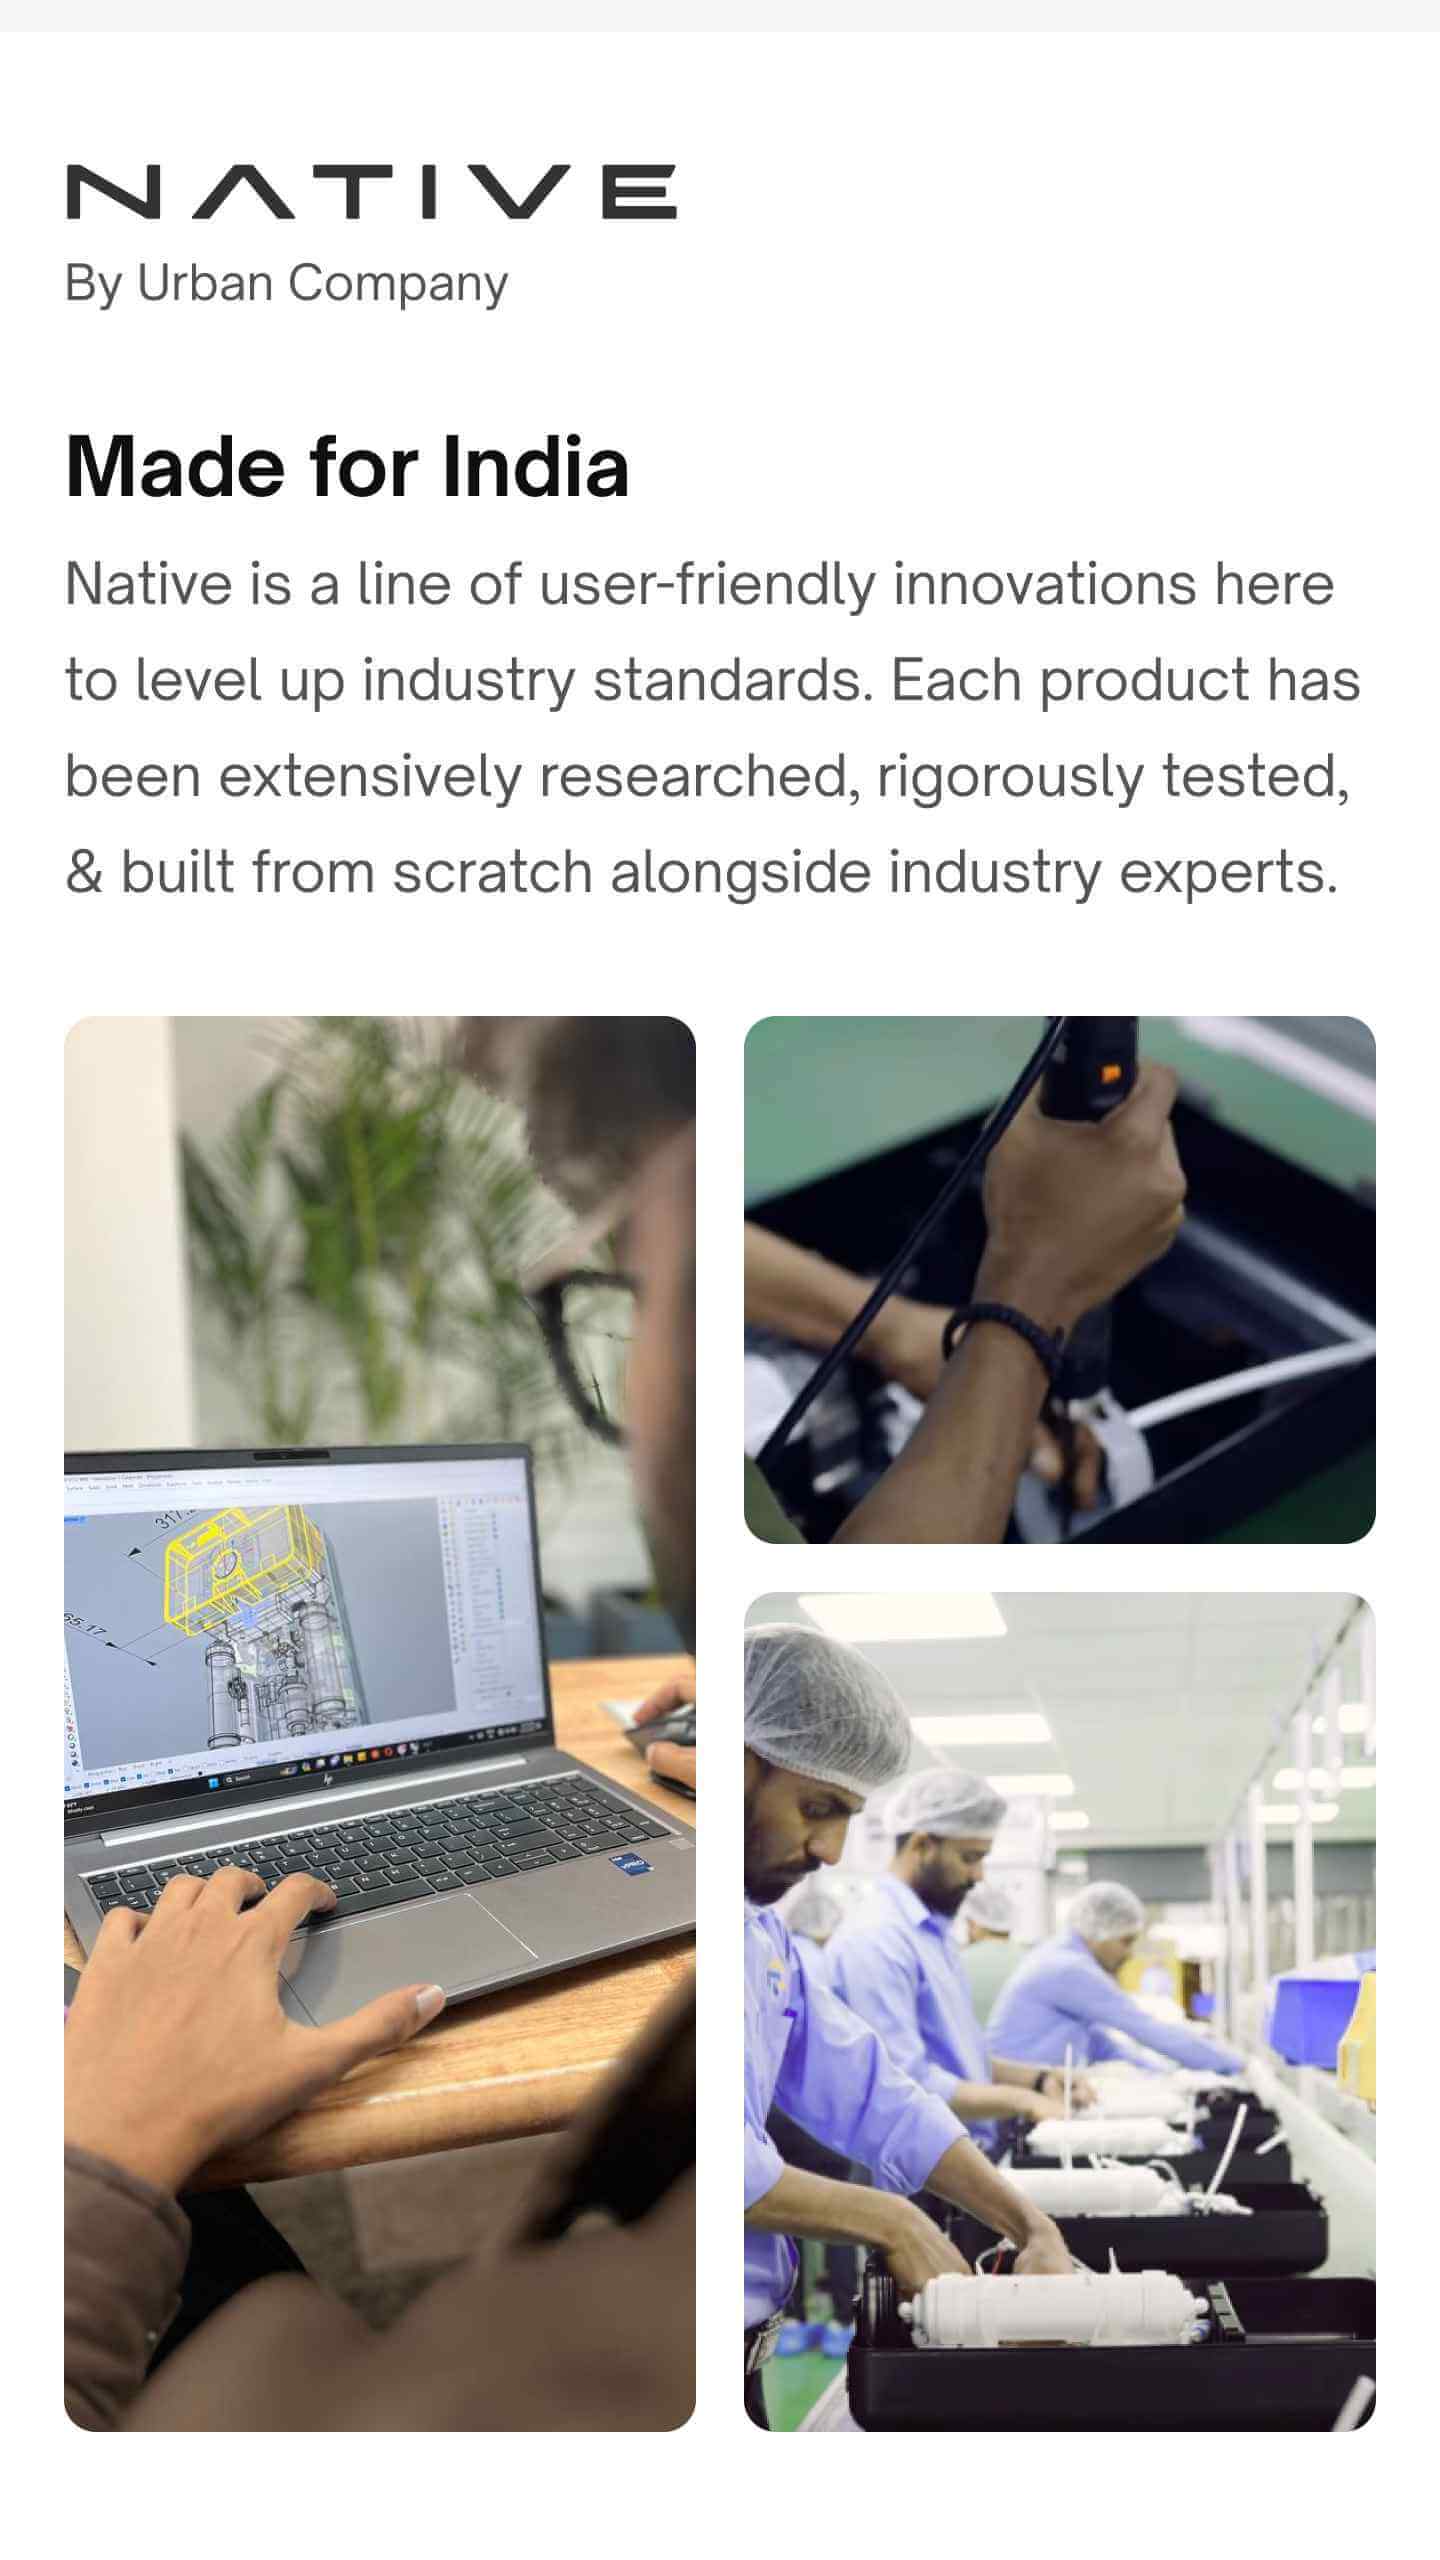 NATIVE
By Urban Company
Made for India
Native is a line of user-friendly innovations here
to level up industry standards. Each product has
been extensively researched, rigorously tested,
& built from scratch alongside industry experts.